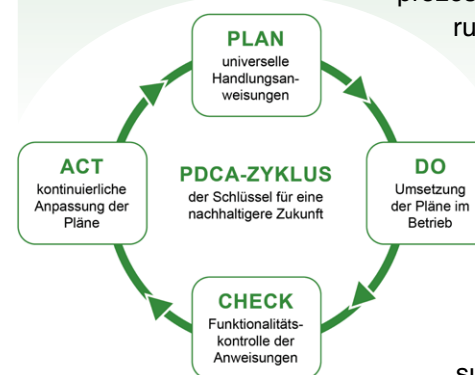 PLAN
universelle
Handlungsan-
weisungen
ACT
kontinuierliche
Anpassung der
Pläne
PDCA-ZYKLUS
der Schlüssel für eine
nachhaltigere Zukunft
DO
Umsetzung
der Pläne im
Betrieb
CHECK
Funktionalitäts-
kontrolle der
Anweisungen